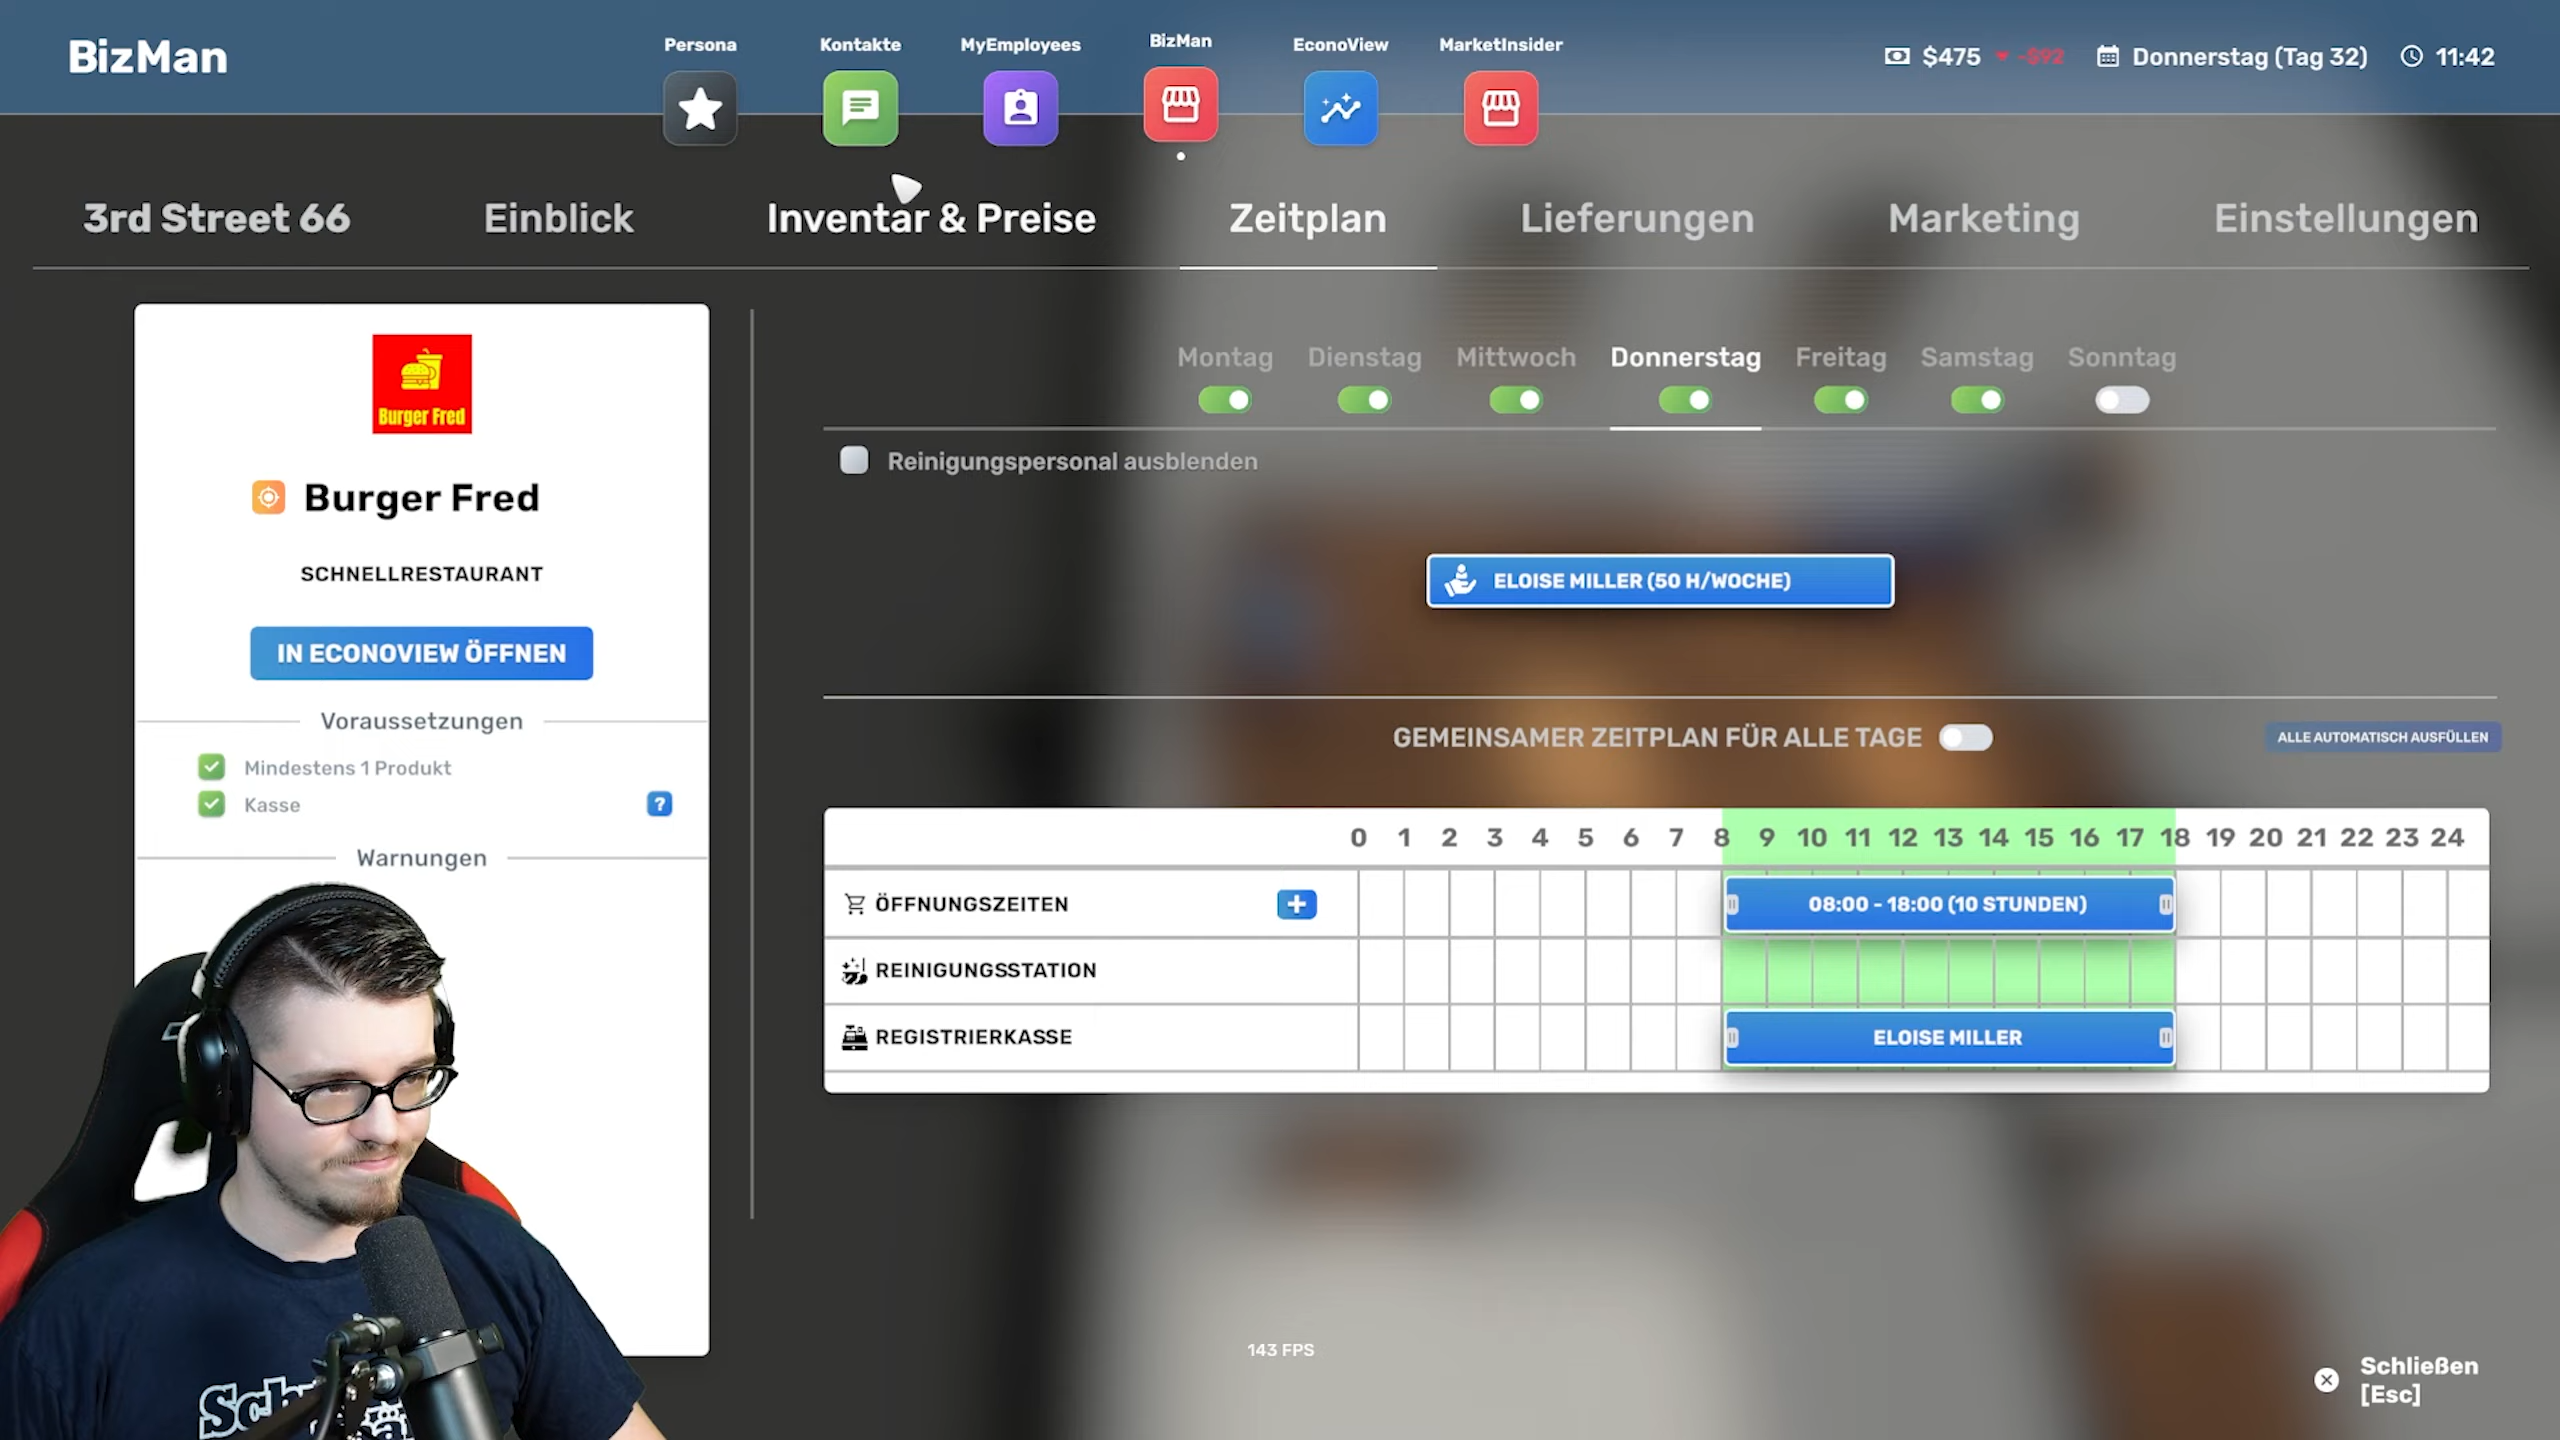 BizMan
Persona
Kontakte
MyEmployees
BizMan
EconoView
MarketInsider
$475
-$92
Donnerstag (Tag 32)
11:42
3rd Street 66
Einblick
Inventar & Preise
Zeitplan
Lieferungen
Marketing
Einstellungen
Burger Fred
Burger Fred
SCHNELLRESTAURANT
IN ECONOVIEW ÖFFNEN
Voraussetzungen
Mindestens 1 Produkt
Kasse
?
Warnungen
Montag
Dienstag
Mittwoch
Donnerstag
Freitag
Samstag
Sonntag
Reinigungspersonal ausblenden
ELOISE MILLER (50 H/WOCHE)
GEMEINSAMER ZEITPLAN FÜR ALLE TAGE
ALLE AUTOMATISCH AUSFÜLLEN
0 1 2 3 4 5 6 7 8 9 10 11 12 13 14 15 16 17 18 19 20 21 22 23 24
ÖFFNUNGSZEITEN
08:00 - 18:00 (10 STUNDEN)
REINIGUNGSSTATION
REGISTRIERKASSE
ELOISE MILLER
143 FPS
Schließen
[Esc]